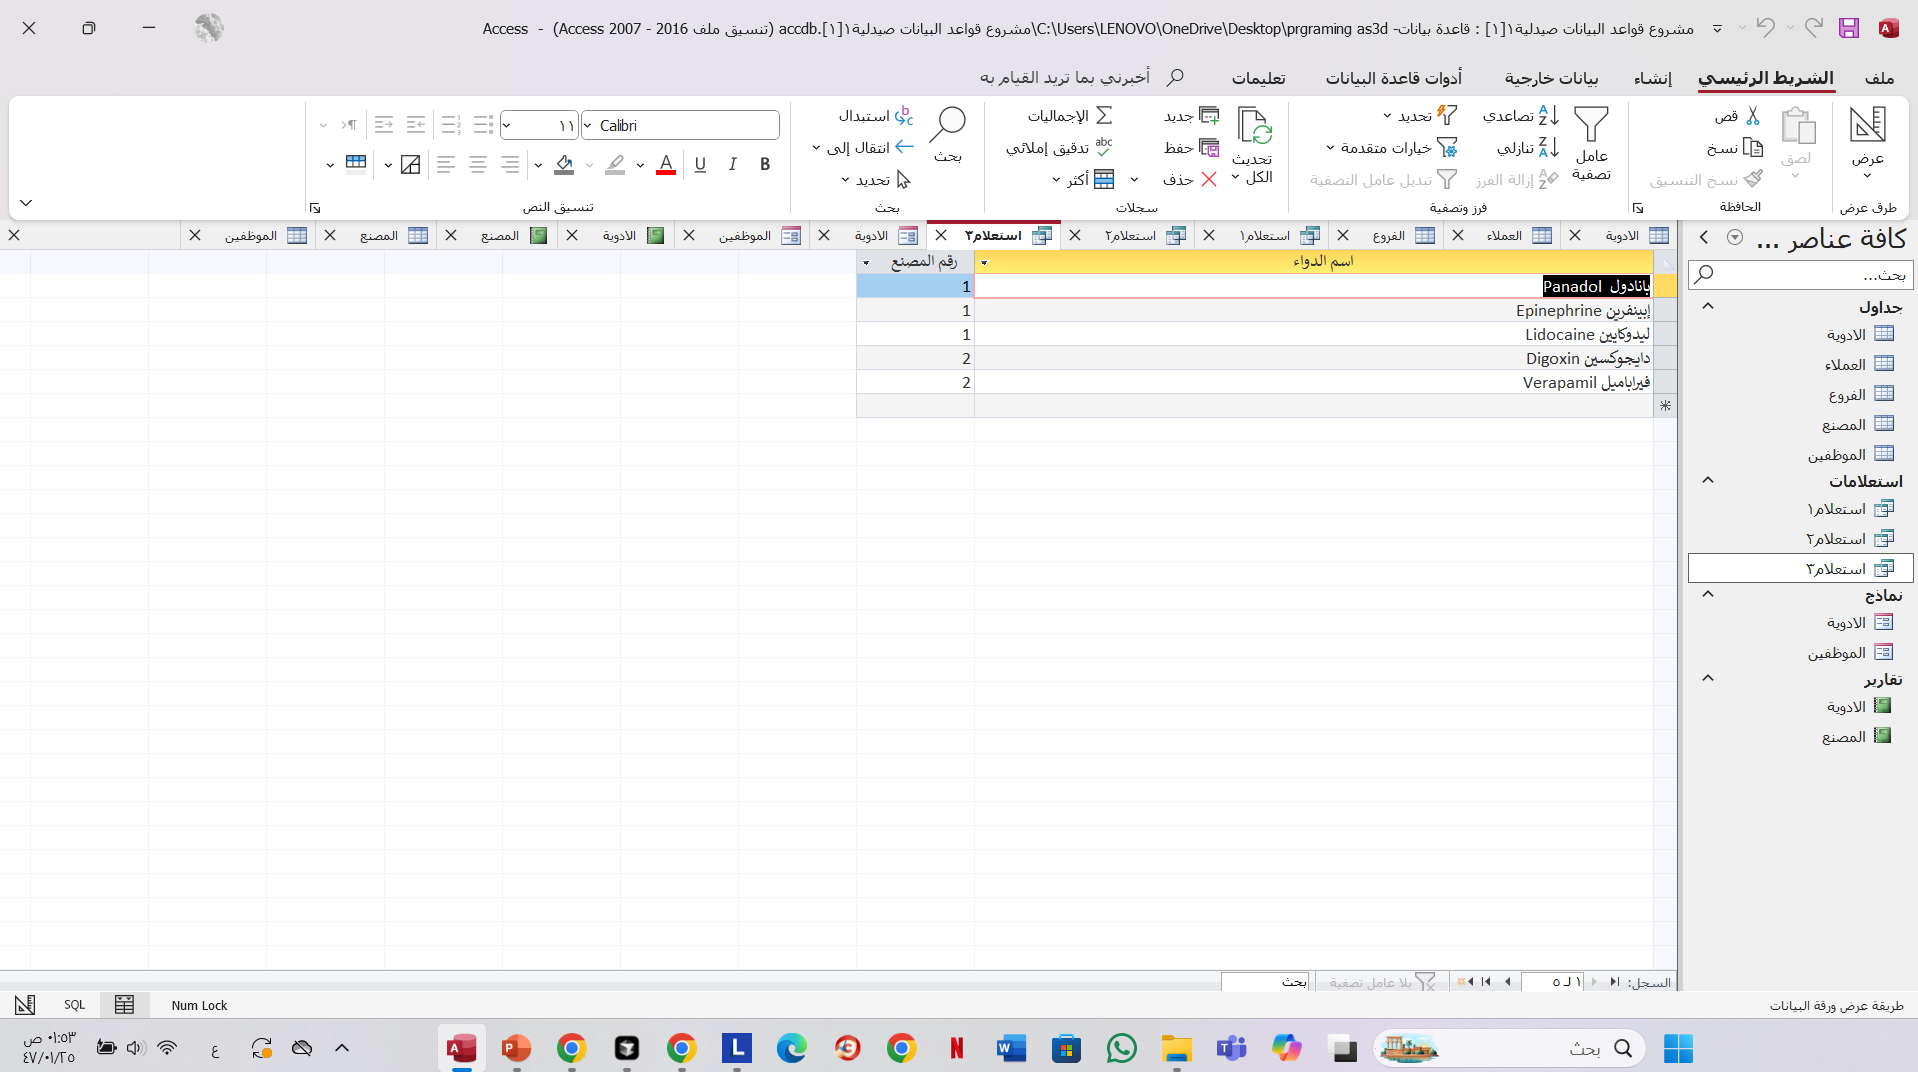 مشروع قواعد البيانات صيدلية١[١] : قاعدة بيانات- C:\Users\LENOVO\OneDrive\Desktop\prgraming as3d\مشروع قواعد البيانات صيدلية١[١].accdb (تنسيق ملف Access 2007 - 2016) - Access
ملف الشريط الرئيسي إنشاء بيانات خارجية أدوات قاعدة البيانات تعليمات أخبرني بما تريد القيام به
عرض
طرق عرض
لصق
قص
نسخ
نسخ التنسيق
الحافظة
عامل تصفية
تصاعدي
تنازلي
إزالة الفرز
تحديد
خيارات متقدمة
تبديل عامل التصفية
فرز وتصفية
تحديث الكل
جديد
حفظ
حذف
الإجماليات
تدقيق إملائي
أكثر
سجلات
بحث
استبدال
انتقال إلى
تحديد
بحث
Calibri
١١
B I U A
تنسيق النص
كافة عناصر ...
بحث...
جداول
الادوية
العملاء
الفروع
المصنع
الموظفين
استعلامات
استعلام١
استعلام٢
استعلام٣
نماذج
الادوية
الموظفين
تقارير
الادوية
المصنع
الادوية العملاء الفروع استعلام١ استعلام٢ استعلام٣ الادوية الموظفين الادوية المصنع المصنع الموظفين
اسم الدواء رقم المصنع
بانادول Panadol 1
إبينفرين Epinephrine 1
ليدوكايين Lidocaine 1
دايجوكسين Digoxin 2
فيراباميل Verapamil 2
السجل: ١ لـ ٥ بلا عامل تصفية بحث
طريقة عرض ورقة البيانات Num Lock SQL
بحث
ع
٠١:٥٣ ص
٤٧/٠١/٢٥